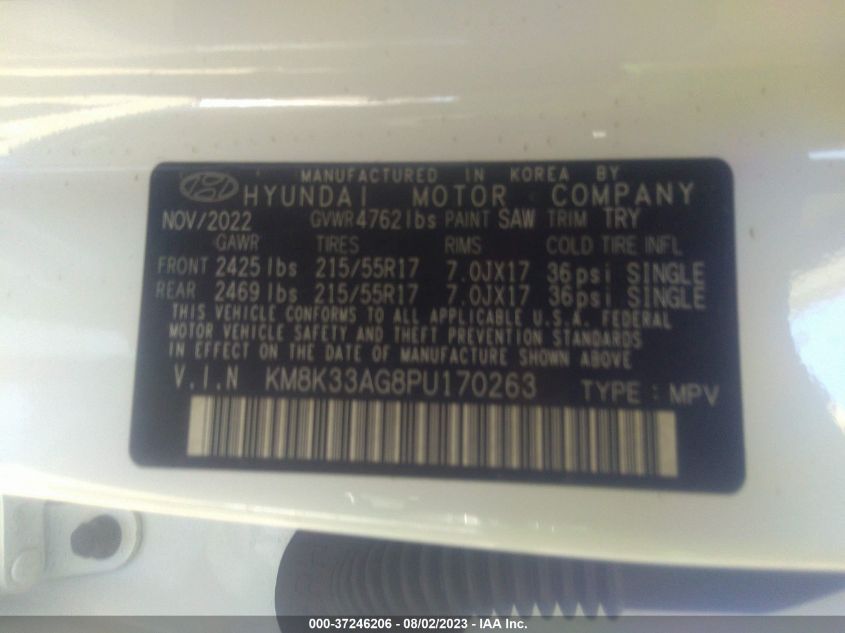 MANUFACTURED IN KOREA BY
HYUNDAI MOTOR COMPANY
NOV/2022 GVWR 4762 lbs PAINT SAW TRIM TRY
GAWR TIRES RIMS COLD TIRE INFL
FRONT 2425 lbs 215/55R17 7.0JX17 36psi SINGLE
REAR 2469 lbs 215/55R17 7.0JX17 36psi SINGLE
THIS VEHICLE CONFORMS TO ALL APPLICABLE U.S.A. FEDERAL
MOTOR VEHICLE SAFETY AND THEFT PREVENTION STANDARDS
IN EFFECT ON THE DATE OF MANUFACTURE SHOWN ABOVE
V.I.N KM8K33AG8PU170263 TYPE : MPV
000-37246206 - 08/02/2023 - IAA Inc.